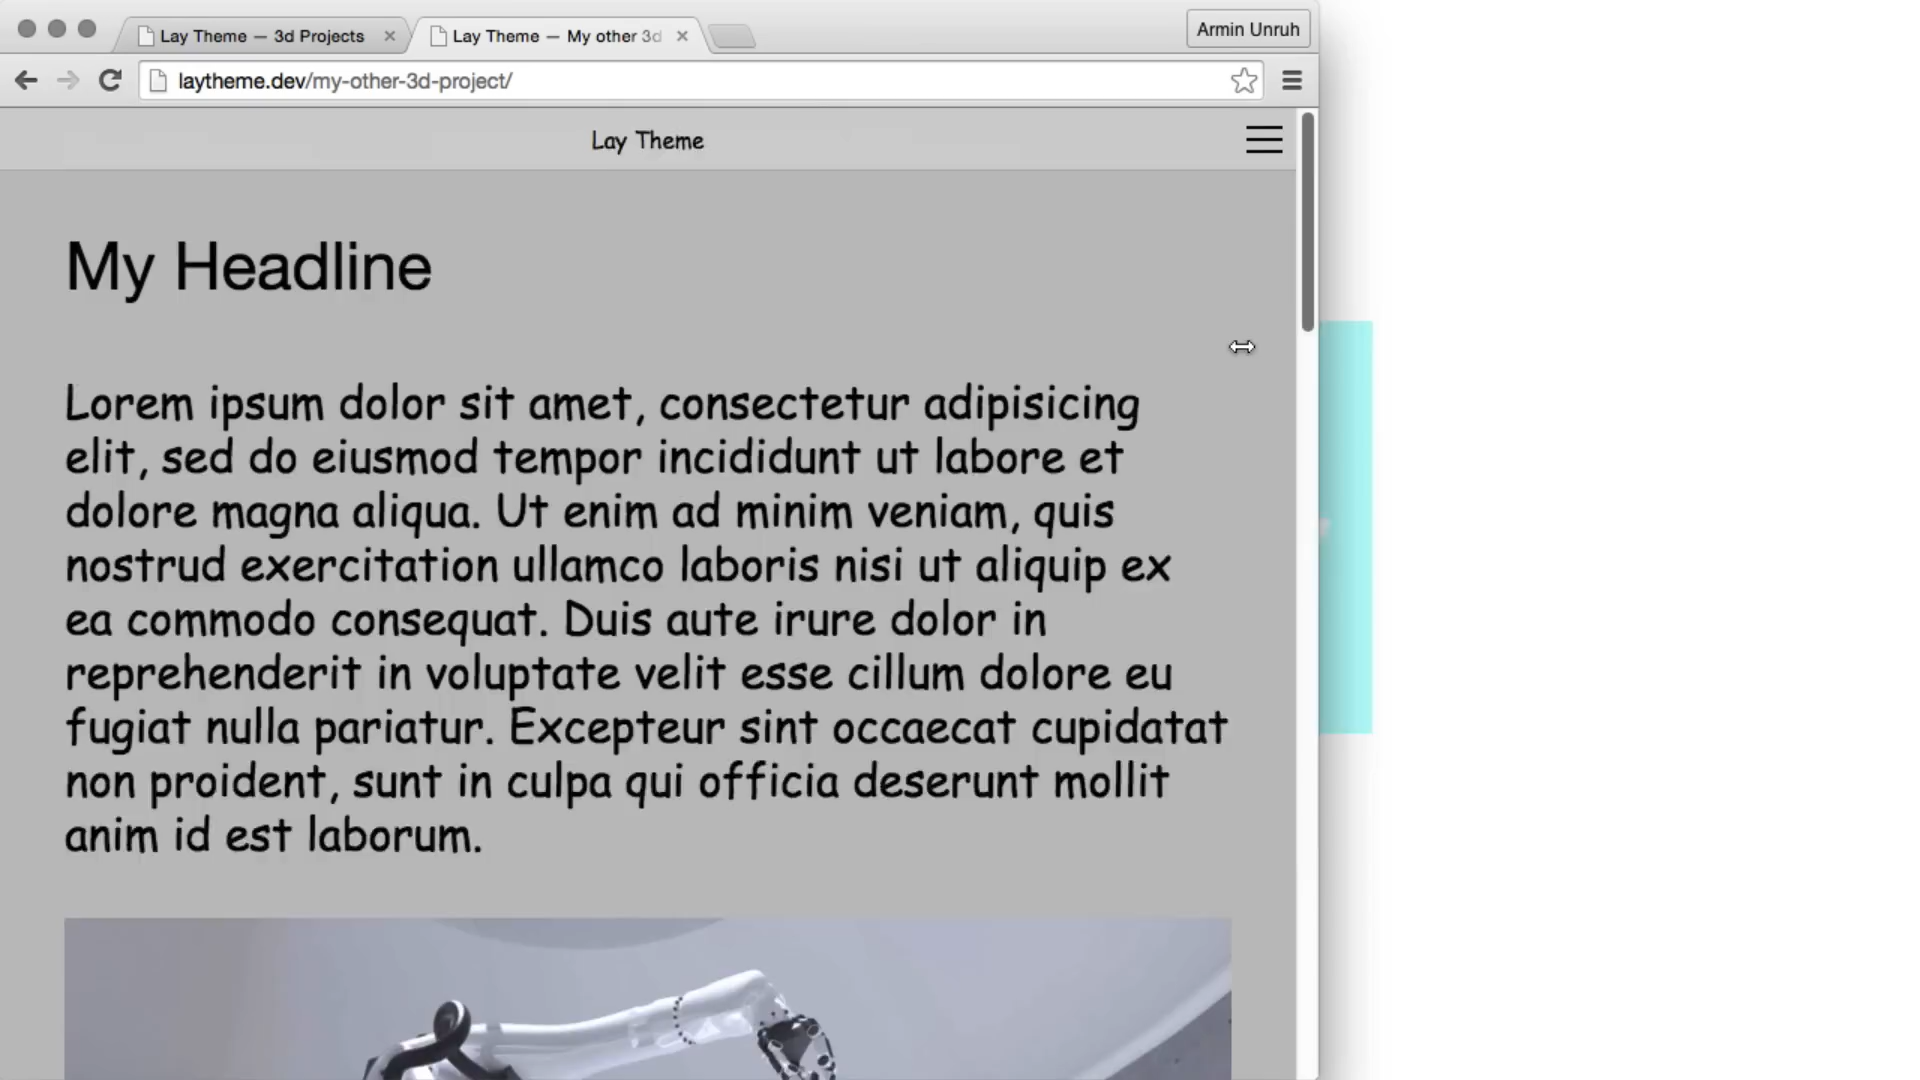 Lay Theme — 3d Projects
Lay Theme — My other 3d
Armin Unruh
laytheme.dev/my-other-3d-project/
Lay Theme
My Headline
Lorem ipsum dolor sit amet, consectetur adipisicing
elit, sed do eiusmod tempor incididunt ut labore et
dolore magna aliqua. Ut enim ad minim veniam, quis
nostrud exercitation ullamco laboris nisi ut aliquip ex
ea commodo consequat. Duis aute irure dolor in
reprehenderit in voluptate velit esse cillum dolore eu
fugiat nulla pariatur. Excepteur sint occaecat cupidatat
non proident, sunt in culpa qui officia deserunt mollit
anim id est laborum.